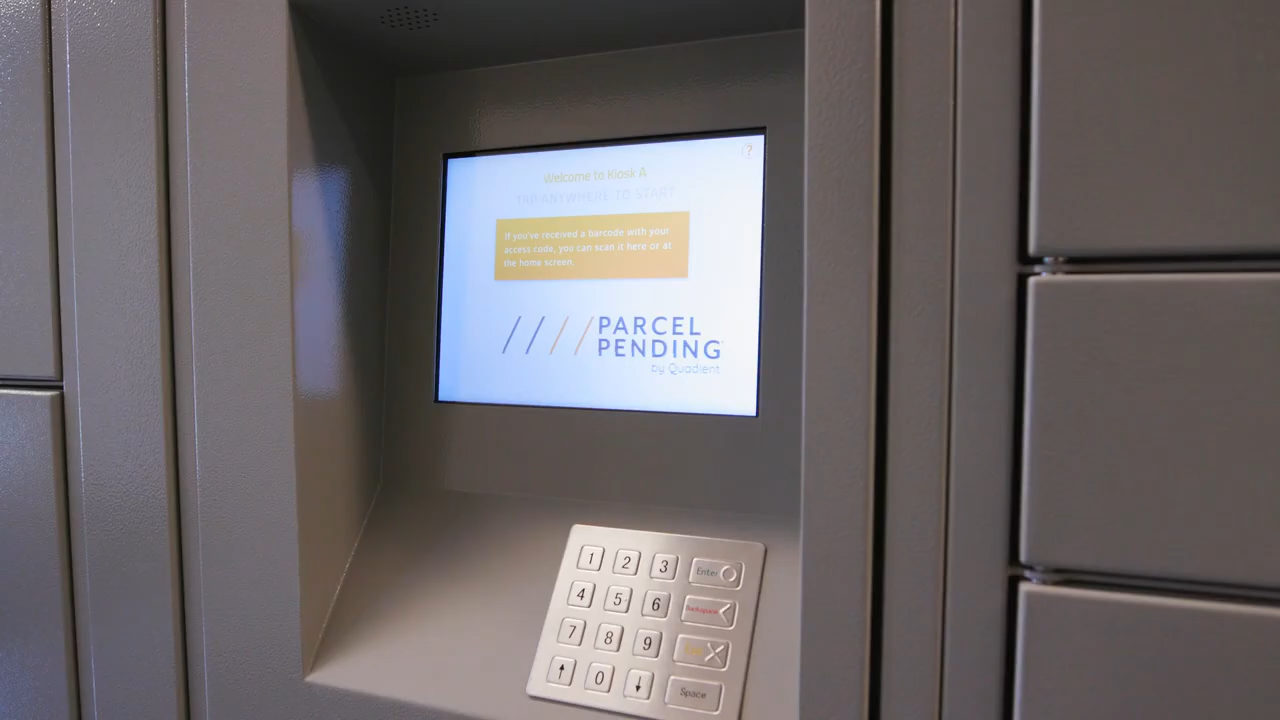 ?
Welcome to Kiosk A
TAP ANYWHERE TO START
If you've received a barcode with your
access code, you can scan it here or at
the home screen.
PARCEL
PENDING
by Quadient
1 2 3 Enter
4 5 6 Backspace
7 8 9
0 Space